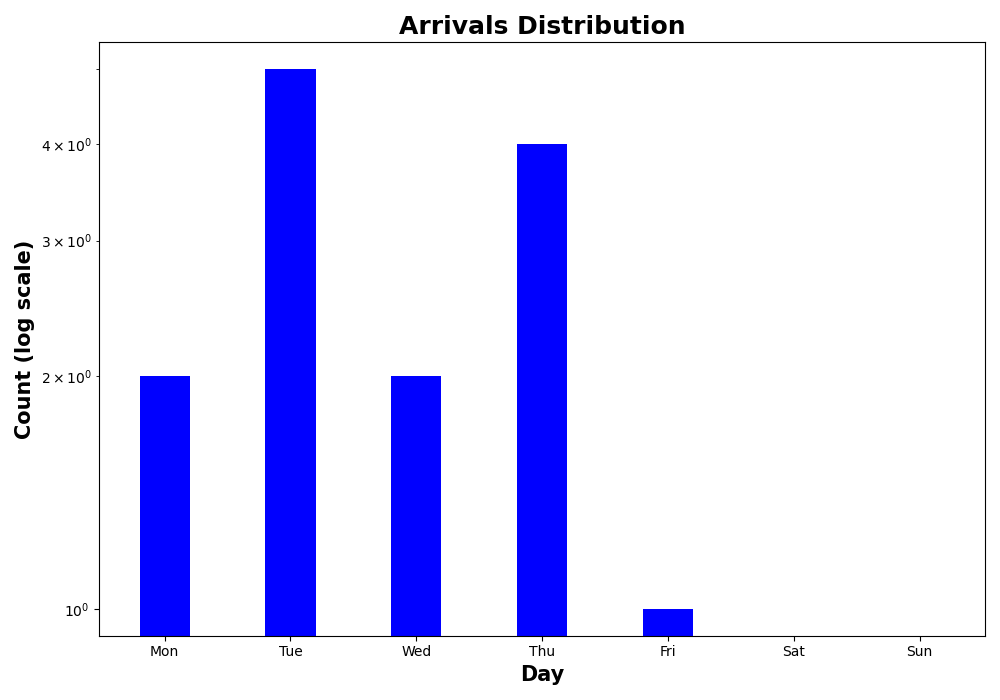 Arrivals Distribution
Count (log scale)
4 × 10⁰
3 × 10⁰
2 × 10⁰
10⁰
Mon Tue Wed Thu Fri Sat Sun
Day